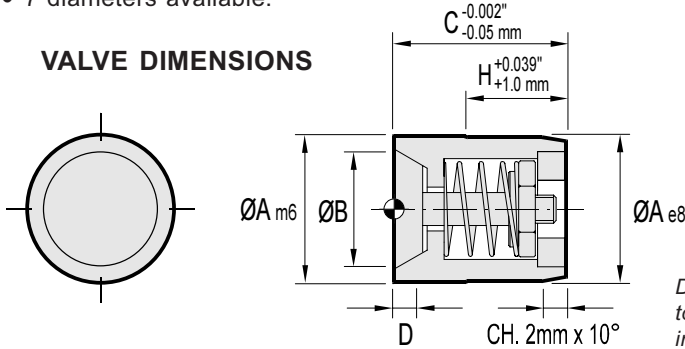 7 diameters available.
VALVE DIMENSIONS
C -0.002"
-0.05 mm
H +0.039"
+1.0 mm
ØA m6
ØB
ØA e8
D
CH. 2mm x 10°